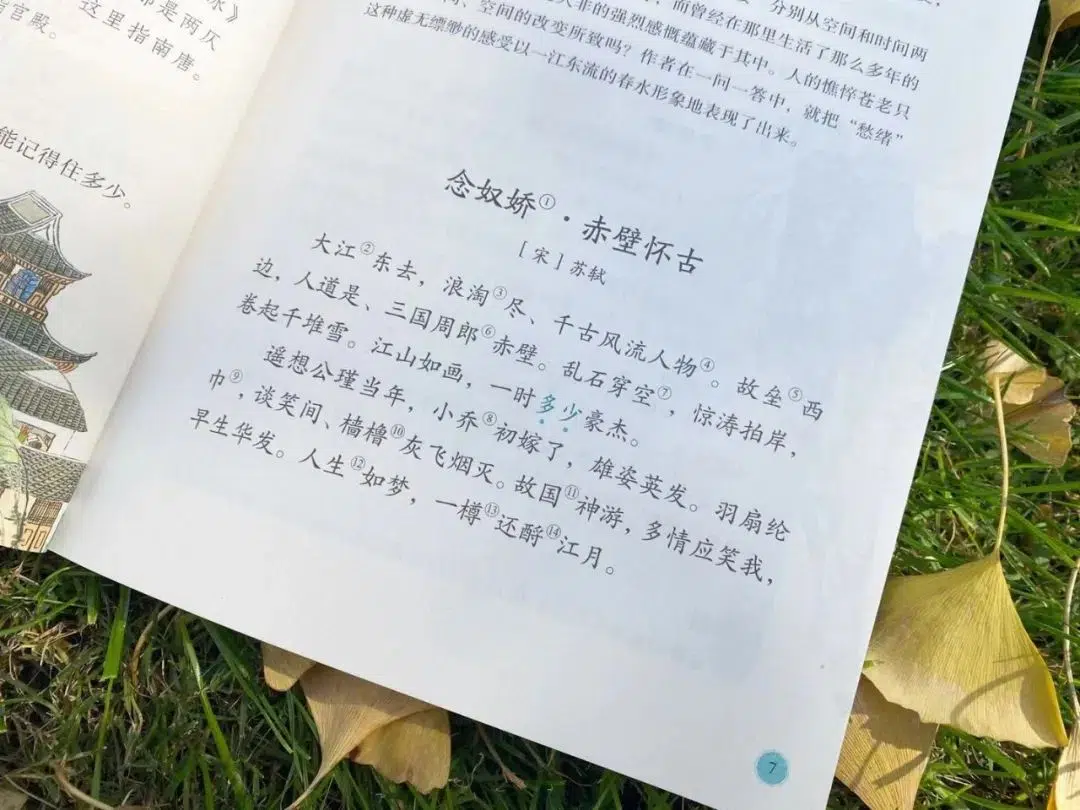 冰》
都是两仄
这里指南唐。
宫殿。
能记得住多少。
分别从空间和时间两
而曾经在那里生活了那么多年的
人非的强烈感慨蕴藏于其中。人的憔悴苍老只
、空间的改变所致吗？作者在一问一答中，就把“愁绪”
这种虚无缥缈的感受以一江东流的春水形象地表现了出来。
念奴娇①·赤壁怀古
［宋］苏轼
大江②东去，浪淘③尽、千古风流人物④。故垒⑤西
边，人道是、三国周郎⑥赤壁。乱石穿空⑦，惊涛拍岸，
卷起千堆雪。江山如画，一时多少豪杰。
遥想公瑾当年，小乔⑧初嫁了，雄姿英发。羽扇纶
巾⑨，谈笑间、樯橹⑩灰飞烟灭。故国⑪神游，多情应笑我，
早生华发。人生⑫如梦，一樽⑬还酹⑭江月。
7